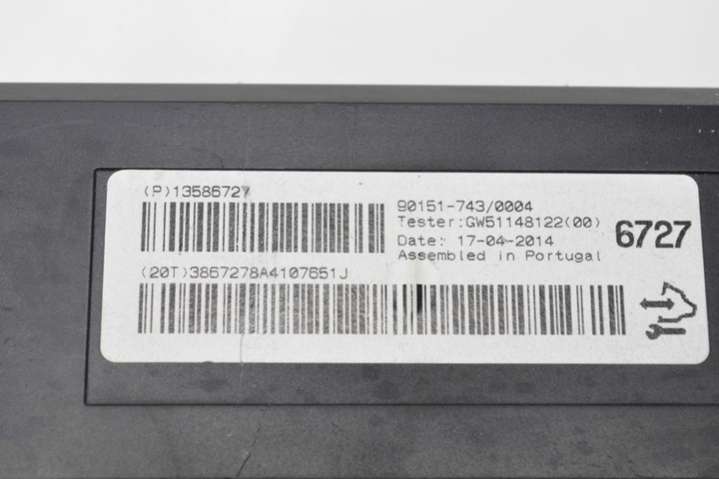 (P)13586727
90151-743/0004
Tester:GW51148122(00)
6727
Date: 17-04-2014
Assembled in Portugal
(20T)3867278A4107651J